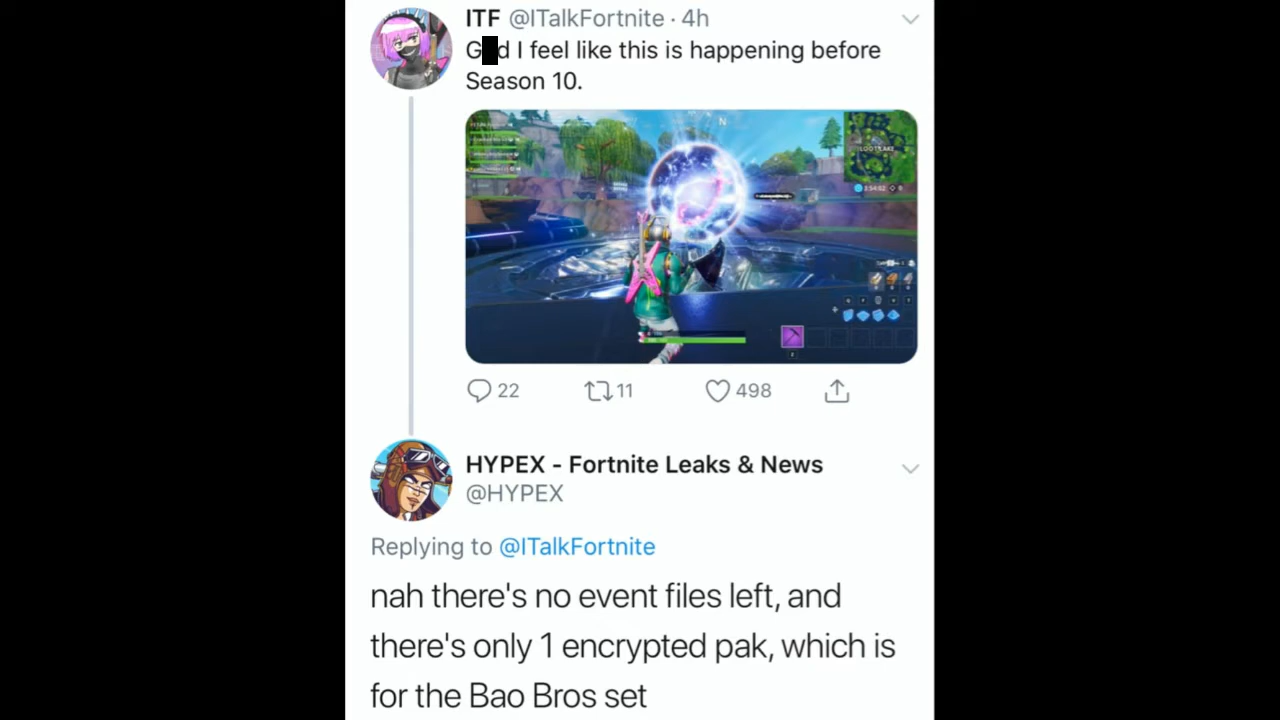 ITF @ITalkFortnite · 4h
G d I feel like this is happening before
Season 10.
N
LOOT LAKE
22 11 498
HYPEX - Fortnite Leaks & News
@HYPEX
Replying to @ITalkFortnite
nah there's no event files left, and
there's only 1 encrypted pak, which is
for the Bao Bros set